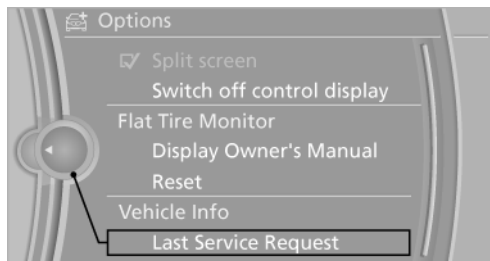 Options
Split screen
Switch off control display
Flat Tire Monitor
Display Owner's Manual
Reset
Vehicle Info
Last Service Request